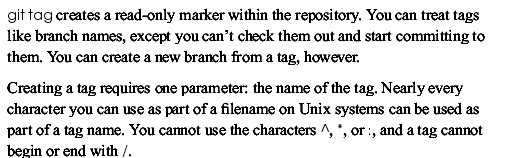 git tag creates a read-only marker within the repository. You can treat tags
like branch names, except you can't check them out and start committing to
them. You can create a new branch from a tag, however.
Creating a tag requires one parameter: the name of the tag. Nearly every
character you can use as part of a filename on Unix systems can be used as
part of a tag name. You cannot use the characters ^, *, or :, and a tag cannot
begin or end with /.